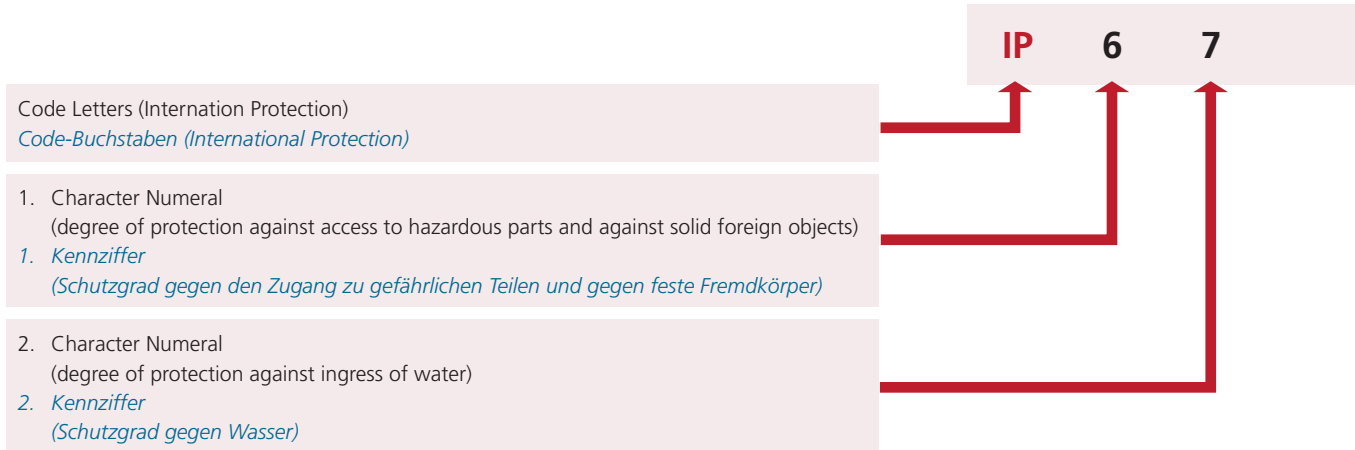 IP 6 7
Code Letters (Internation Protection)
Code-Buchstaben (International Protection)
1. Character Numeral
(degree of protection against access to hazardous parts and against solid foreign objects)
1. Kennziffer
(Schutzgrad gegen den Zugang zu gefährlichen Teilen und gegen feste Fremdkörper)
2. Character Numeral
(degree of protection against ingress of water)
2. Kennziffer
(Schutzgrad gegen Wasser)